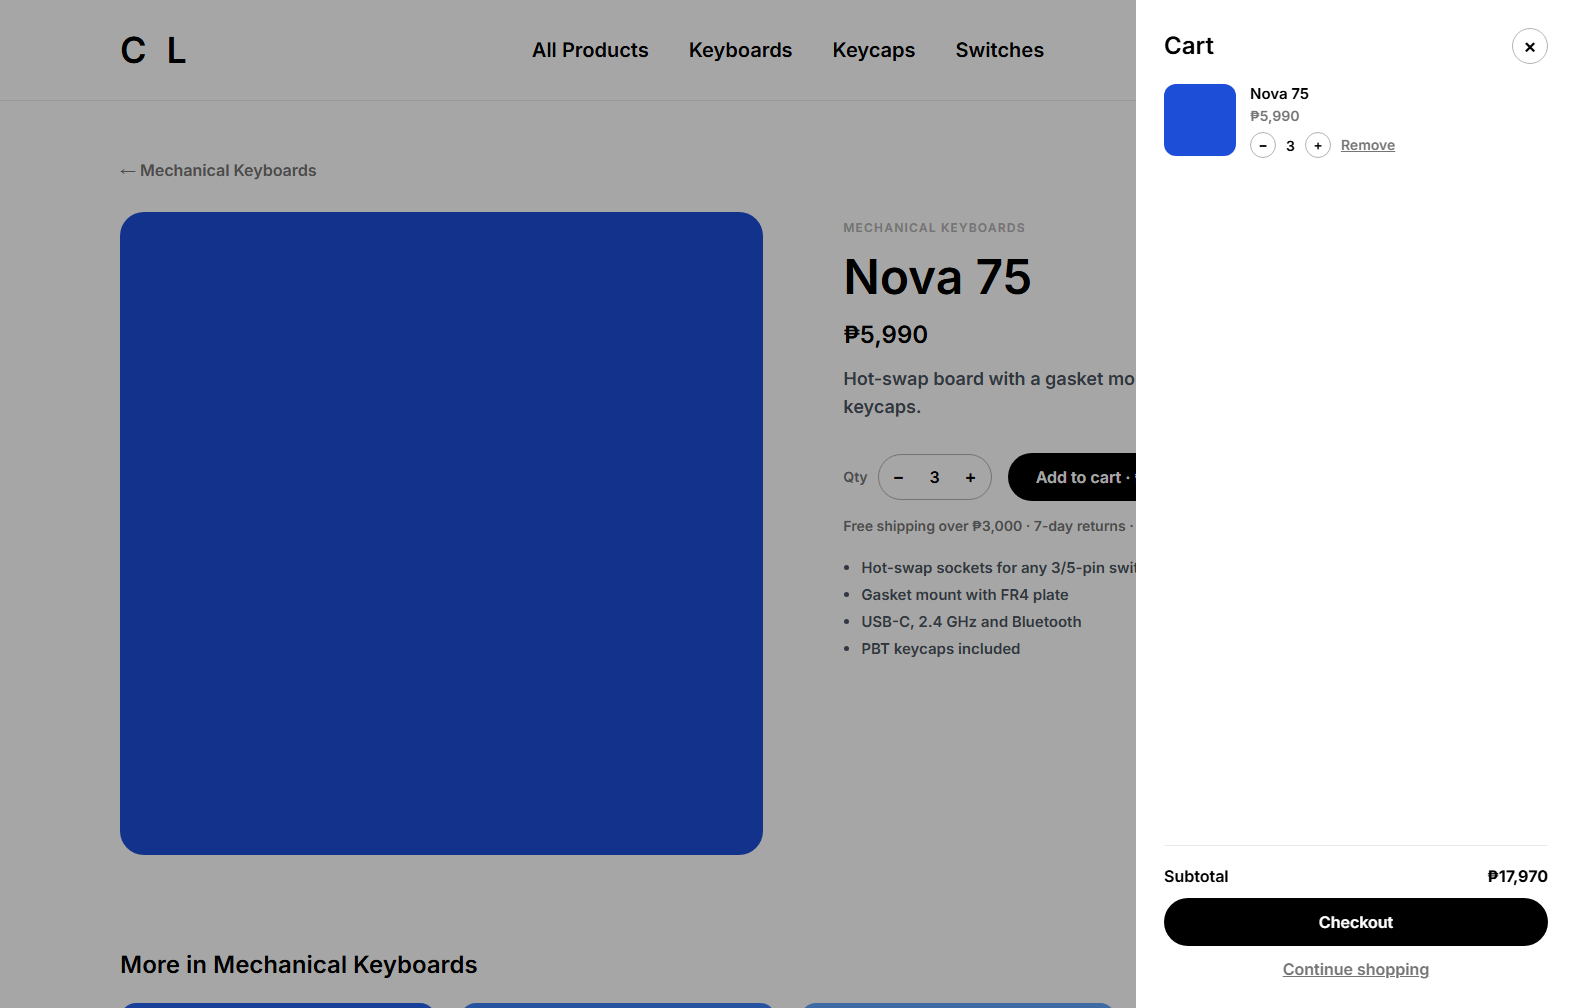 C L
All Products Keyboards Keycaps Switches
← Mechanical Keyboards
MECHANICAL KEYBOARDS
Nova 75
₱5,990
Hot-swap board with a gasket mo
keycaps.
Qty − 3 + Add to cart ·
Free shipping over ₱3,000 · 7-day returns ·
• Hot-swap sockets for any 3/5-pin swit
• Gasket mount with FR4 plate
• USB-C, 2.4 GHz and Bluetooth
• PBT keycaps included
More in Mechanical Keyboards
Cart ×
Nova 75
₱5,990
− 3 + Remove
Subtotal ₱17,970
Checkout
Continue shopping